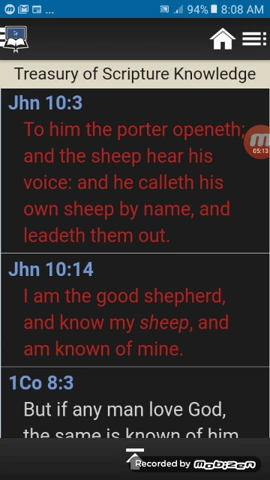 ... 94% 8:08 AM
Treasury of Scripture Knowledge
Jhn 10:3
To him the porter openeth;
and the sheep hear his
voice: and he calleth his
own sheep by name, and
leadeth them out.
05:13
Jhn 10:14
I am the good shepherd,
and know my sheep, and
am known of mine.
1Co 8:3
But if any man love God,
the same is known of him
Recorded by mobizen